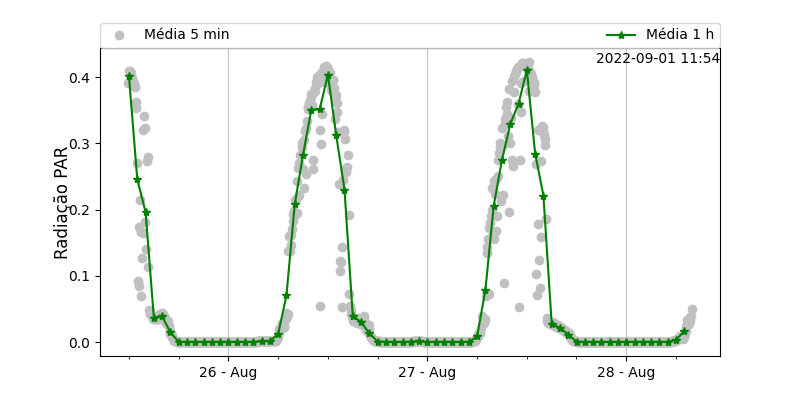 Média 5 min
Média 1 h
2022-09-01 11:54
Radiação PAR
0.4
0.3
0.2
0.1
0.0
26 - Aug
27 - Aug
28 - Aug